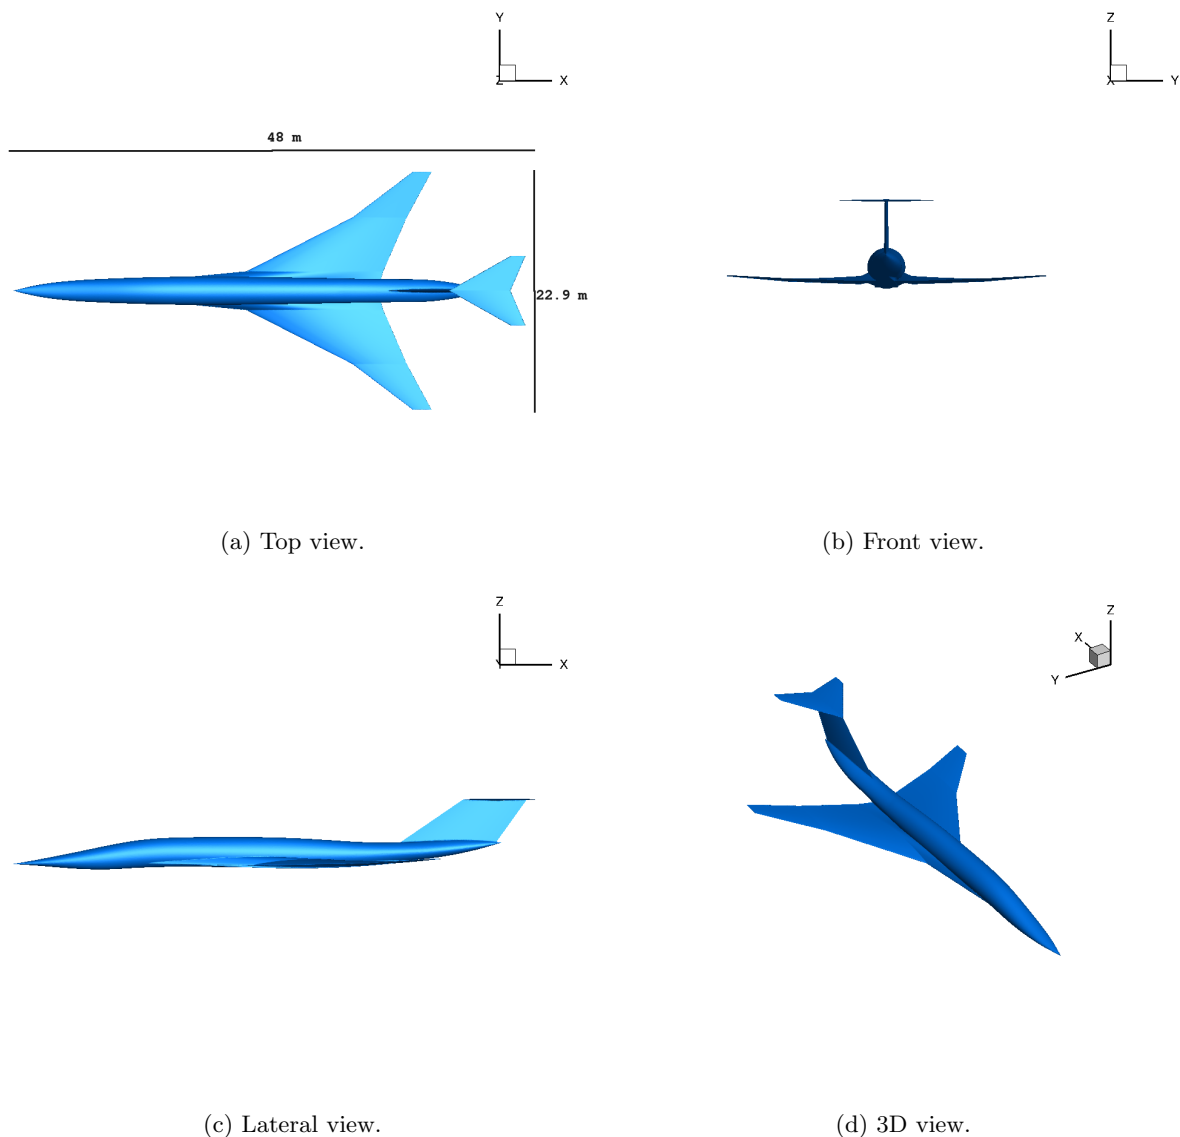 Y
Z X
48 m
22.9 m
(a) Top view.
Z
X Y
(b) Front view.
Z
Y X
(c) Lateral view.
Z
X
Y
(d) 3D view.